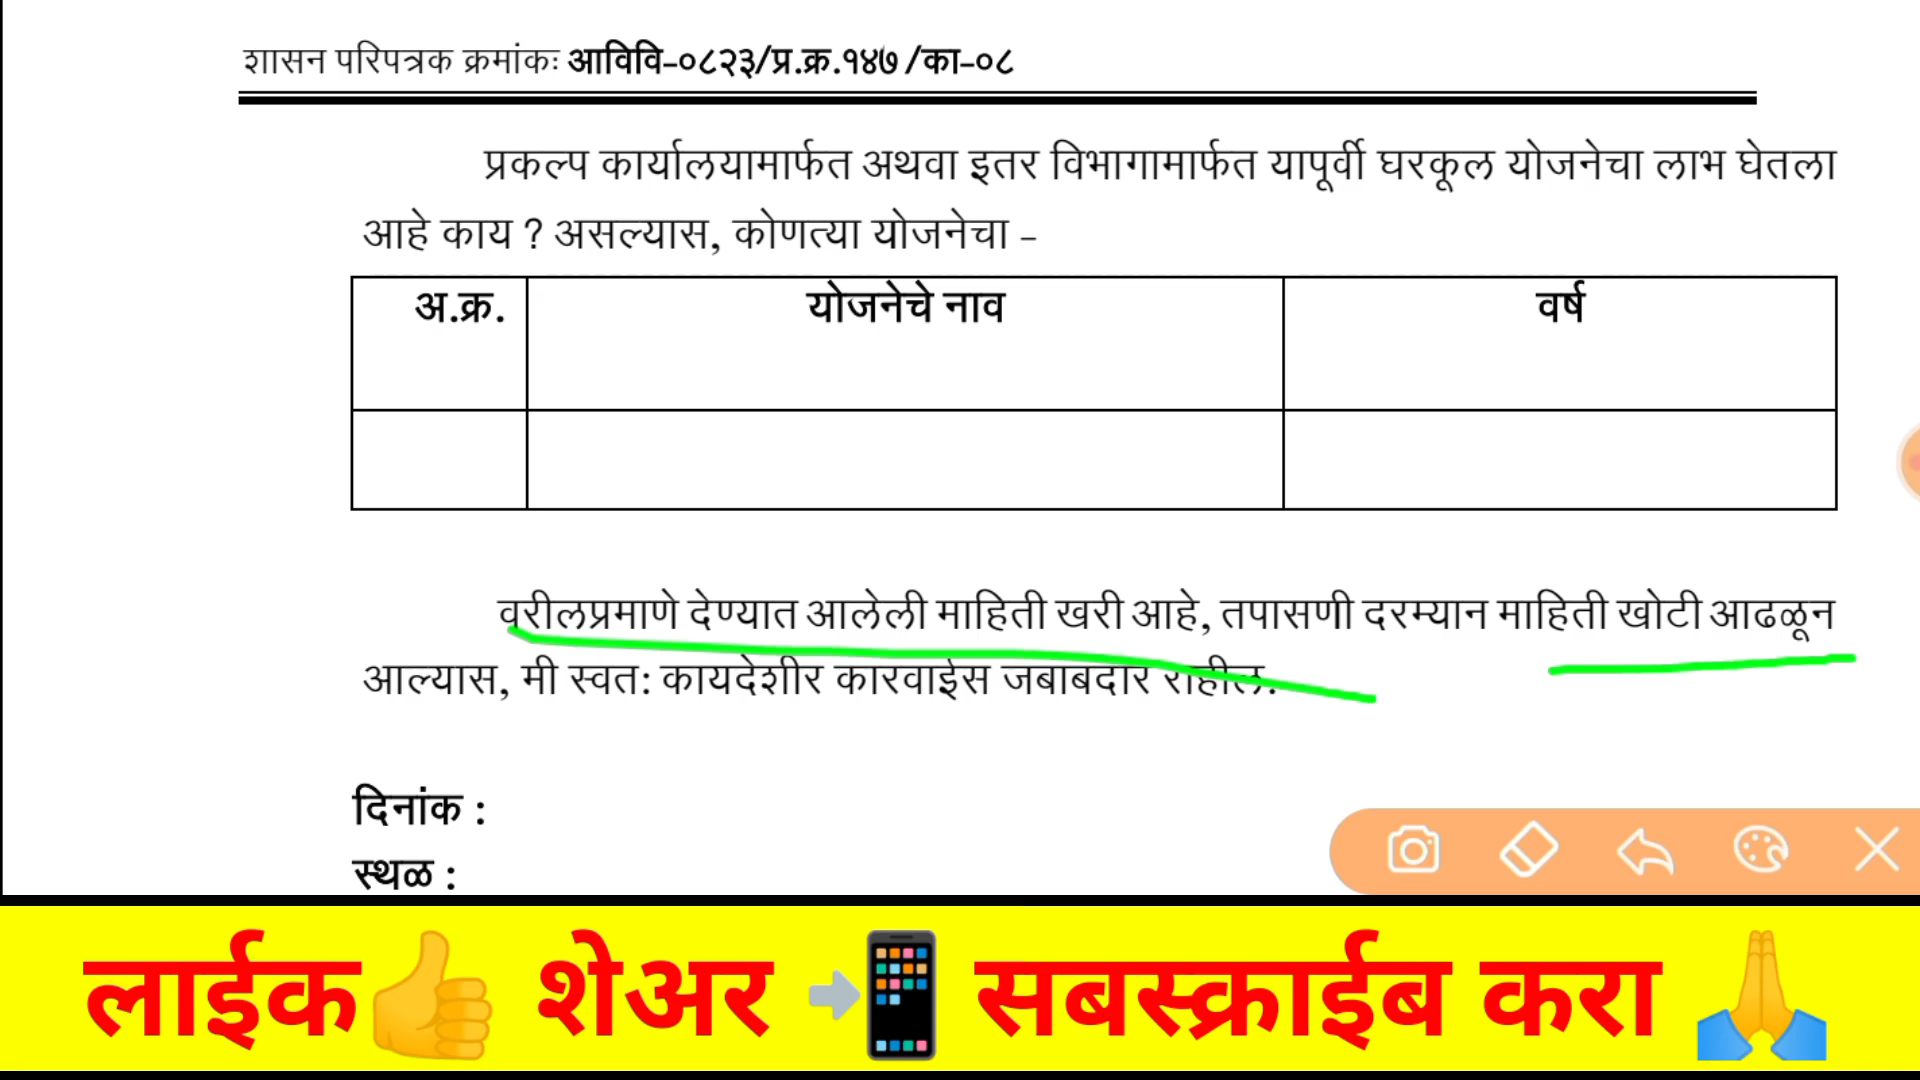 शासन परिपत्रक क्रमांकः आविवि-०८२३/प्र.क्र.१४७ /का-०८
प्रकल्प कार्यालयामार्फत अथवा इतर विभागामार्फत यापूर्वी घरकूल योजनेचा लाभ घेतला
आहे काय ? असल्यास, कोणत्या योजनेचा -
अ.क्र. योजनेचे नाव वर्ष
वरीलप्रमाणे देण्यात आलेली माहिती खरी आहे, तपासणी दरम्यान माहिती खोटी आढळून
आल्यास, मी स्वत: कायदेशीर कारवाईस जबाबदार राहील.
दिनांक :
स्थळ :
लाईक शेअर सबस्क्राईब करा